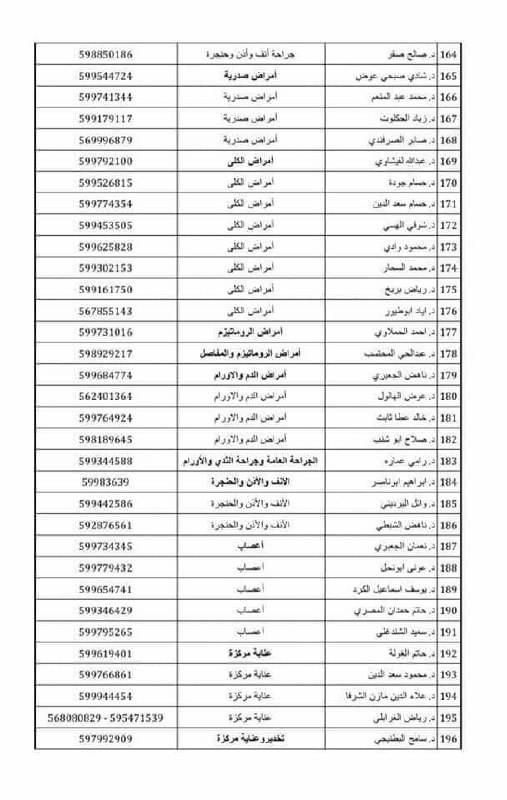 164 د. صالح صقر جراحة أنف وأذن وحنجرة 598850186
165 د. شادي صبحي عوض أمراض صدرية 599544724
166 د. محمد عبد المنعم أمراض صدرية 599741344
167 د. زياد الحكلوت أمراض صدرية 599179117
168 د. صابر الصرفندي أمراض صدرية 569996879
169 د. عبدالله لقيشاوي أمراض الكلى 599792100
170 د. حسام جودة أمراض الكلى 599526815
171 د. حسام سعد الدين أمراض الكلى 599774354
172 د. شوقي الهسي أمراض الكلى 599453505
173 د. محمود وادي أمراض الكلى 599625828
174 د. محمد السحار أمراض الكلى 599302153
175 د. رياض بربخ أمراض الكلى 599161750
176 د. اياد ابوطيور أمراض الكلى 567855143
177 د. احمد الحملاوي أمراض الروماتيزم 599731016
178 د. عبدالحي المحتسب أمراض الروماتيزم والمفاصل 598929217
179 د. ناهض الجعبري أمراض الدم والاورام 599684774
180 د. عوض الهالول أمراض الدم والاورام 562401364
181 د. خالد عطا ثابت أمراض الدم والاورام 599764924
182 د. صلاح ابو شنب أمراض الدم والاورام 598189645
183 د. رامي عماره الجراحة العامة وجراحة الثدي والأورام 599344588
184 د. ابراهيم ابوناصر الأنف والأذن والحنجرة 59983639
185 د. وائل البرديني الأنف والأذن والحنجرة 599442586
186 د. ناهض الشبطي الأنف والأذن والحنجرة 592876561
187 د. نعمان الجعبري أعصاب 599734345
188 د. عوني ابونحل أعصاب 599779432
189 د. يوسف اسماعيل الكرد أعصاب 599654741
190 د. حاتم حمدان المصري أعصاب 599346429
191 د. سعيد الشندغلي أعصاب 599795265
192 د. حاتم الغولة عناية مركزة 599619401
193 د. محمود سعد الدين عناية مركزة 599766861
194 د. علاء الدين مازن الشرفا عناية مركزة 599944454
195 د. رياض الغرابلي عناية مركزة 595471539 - 568080829
196 د. سامح البطنيجي تخدير وعناية مركزة 597992909